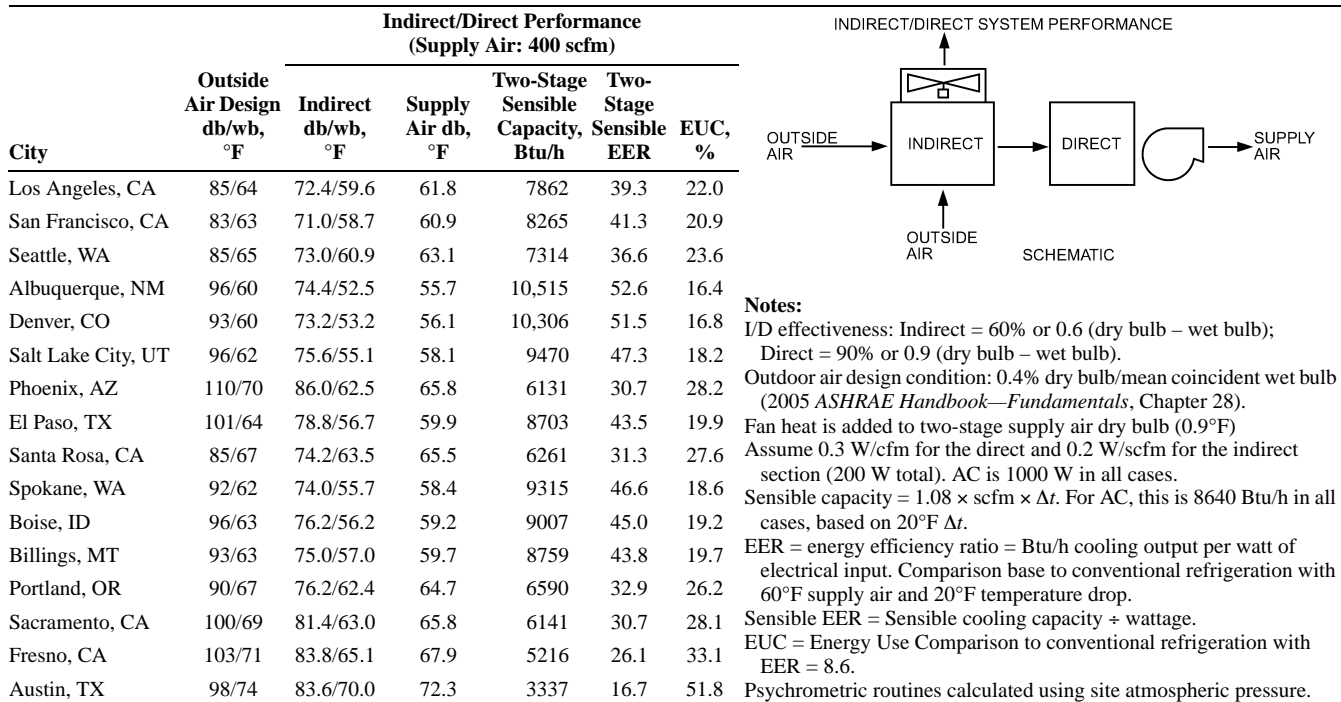 Indirect/Direct Performance
(Supply Air: 400 scfm)
City
Outside
Air Design
db/wb,
°F
Indirect
db/wb,
°F
Supply
Air db,
°F
Two-Stage
Sensible
Capacity,
Btu/h
Two-
Stage
Sensible
EER
EUC,
%
Los Angeles, CA 85/64 72.4/59.6 61.8 7862 39.3 22.0
San Francisco, CA 83/63 71.0/58.7 60.9 8265 41.3 20.9
Seattle, WA 85/65 73.0/60.9 63.1 7314 36.6 23.6
Albuquerque, NM 96/60 74.4/52.5 55.7 10,515 52.6 16.4
Denver, CO 93/60 73.2/53.2 56.1 10,306 51.5 16.8
Salt Lake City, UT 96/62 75.6/55.1 58.1 9470 47.3 18.2
Phoenix, AZ 110/70 86.0/62.5 65.8 6131 30.7 28.2
El Paso, TX 101/64 78.8/56.7 59.9 8703 43.5 19.9
Santa Rosa, CA 85/67 74.2/63.5 65.5 6261 31.3 27.6
Spokane, WA 92/62 74.0/55.7 58.4 9315 46.6 18.6
Boise, ID 96/63 76.2/56.2 59.2 9007 45.0 19.2
Billings, MT 93/63 75.0/57.0 59.7 8759 43.8 19.7
Portland, OR 90/67 76.2/62.4 64.7 6590 32.9 26.2
Sacramento, CA 100/69 81.4/63.0 65.8 6141 30.7 28.1
Fresno, CA 103/71 83.8/65.1 67.9 5216 26.1 33.1
Austin, TX 98/74 83.6/70.0 72.3 3337 16.7 51.8
INDIRECT/DIRECT SYSTEM PERFORMANCE
OUTSIDE
AIR
INDIRECT
DIRECT
SUPPLY
AIR
OUTSIDE
AIR
SCHEMATIC
Notes:
I/D effectiveness: Indirect = 60% or 0.6 (dry bulb – wet bulb);
Direct = 90% or 0.9 (dry bulb – wet bulb).
Outdoor air design condition: 0.4% dry bulb/mean coincident wet bulb
(2005 ASHRAE Handbook—Fundamentals, Chapter 28).
Fan heat is added to two-stage supply air dry bulb (0.9°F)
Assume 0.3 W/cfm for the direct and 0.2 W/scfm for the indirect
section (200 W total). AC is 1000 W in all cases.
Sensible capacity = 1.08 × scfm × Δt. For AC, this is 8640 Btu/h in all
cases, based on 20°F Δt.
EER = energy efficiency ratio = Btu/h cooling output per watt of
electrical input. Comparison base to conventional refrigeration with
60°F supply air and 20°F temperature drop.
Sensible EER = Sensible cooling capacity ÷ wattage.
EUC = Energy Use Comparison to conventional refrigeration with
EER = 8.6.
Psychrometric routines calculated using site atmospheric pressure.